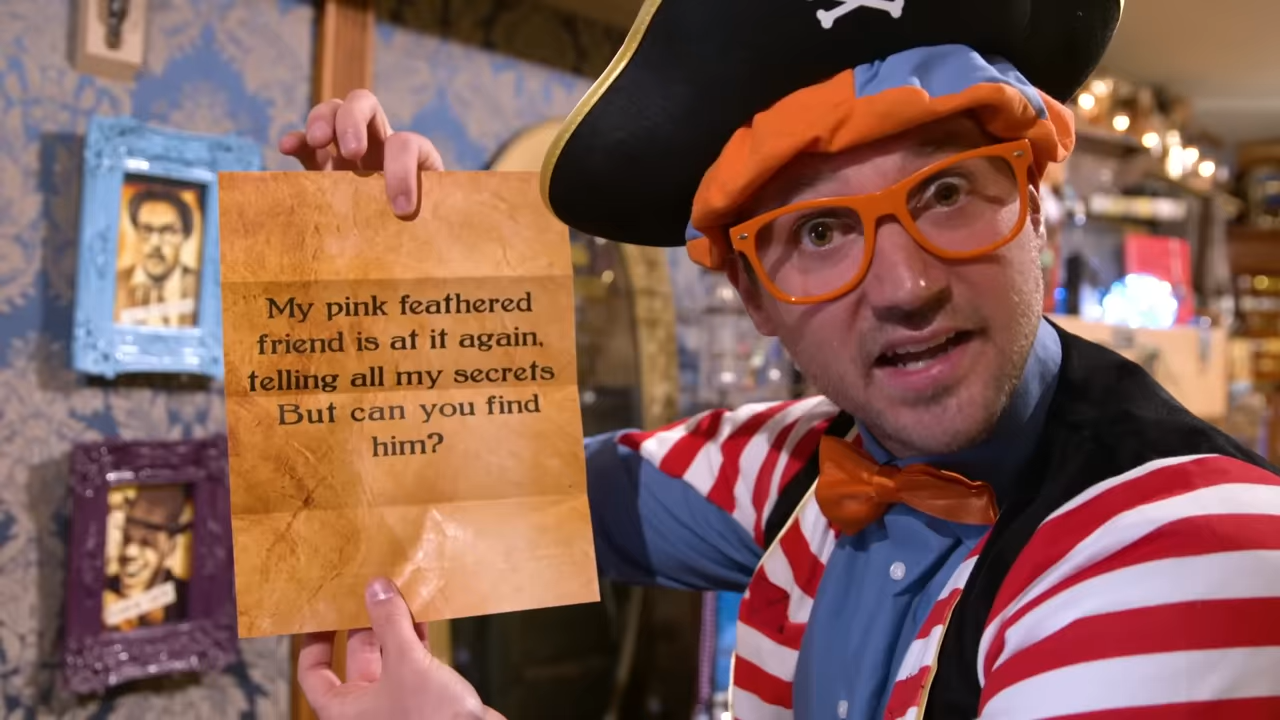 My pink feathered
friend is at it again,
telling all my secrets
But can you find
him?